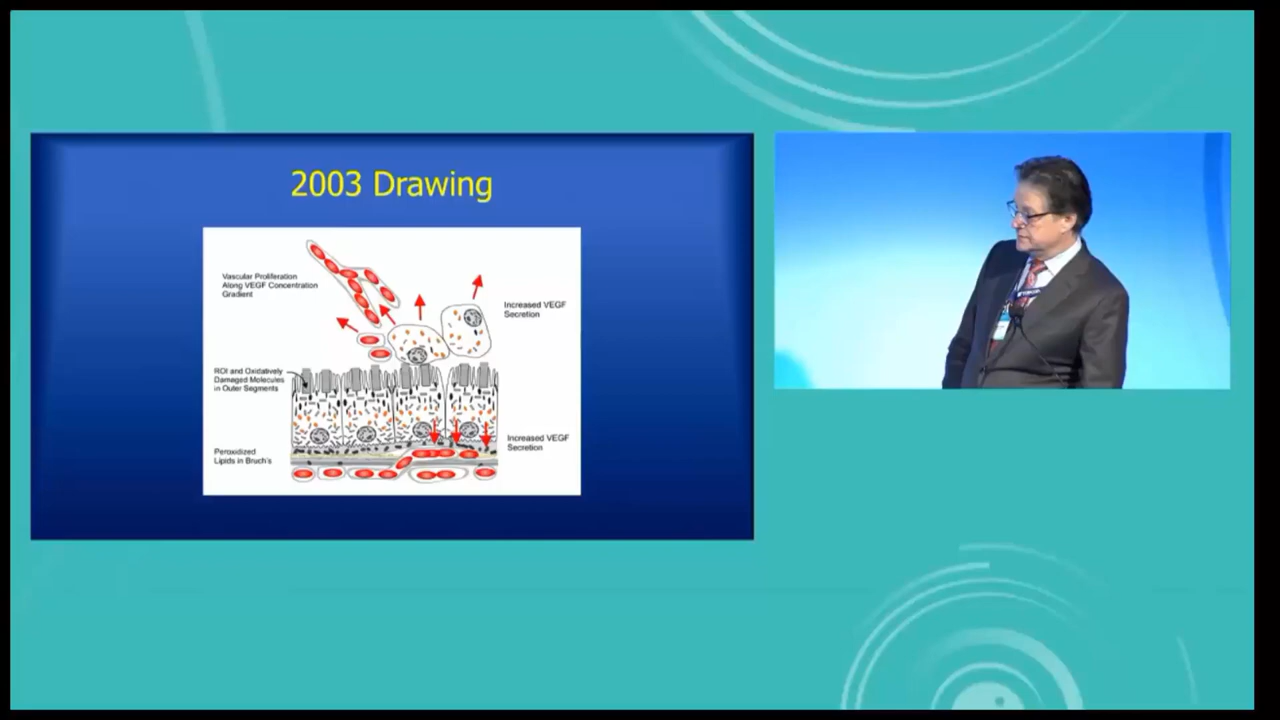 2003 Drawing
Vascular Proliferation
Along VEGF Concentration
Gradient
Increased VEGF
Secretion
ROI and Oxidatively
Damaged Molecules
in Outer Segments
Increased VEGF
Secretion
Peroxidized
Lipids in Bruch's